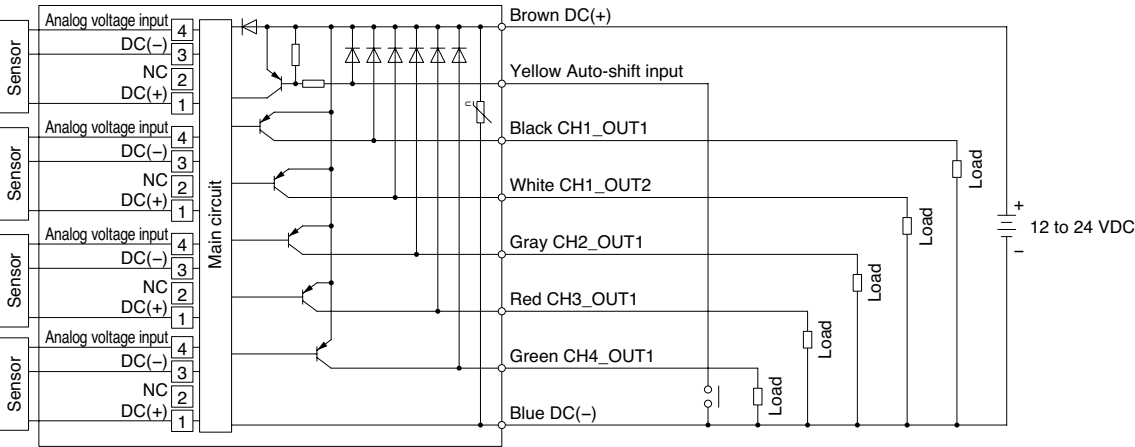 Sensor
Analog voltage input 4
DC(−) 3
NC 2
DC(+) 1
Sensor
Analog voltage input 4
DC(−) 3
NC 2
DC(+) 1
Sensor
Analog voltage input 4
DC(−) 3
NC 2
DC(+) 1
Sensor
Analog voltage input 4
DC(−) 3
NC 2
DC(+) 1
Main circuit
Brown DC(+)
Yellow Auto-shift input
Black CH1_OUT1
White CH1_OUT2
Gray CH2_OUT1
Red CH3_OUT1
Green CH4_OUT1
Blue DC(−)
Load
Load
Load
Load
Load
+
12 to 24 VDC
−